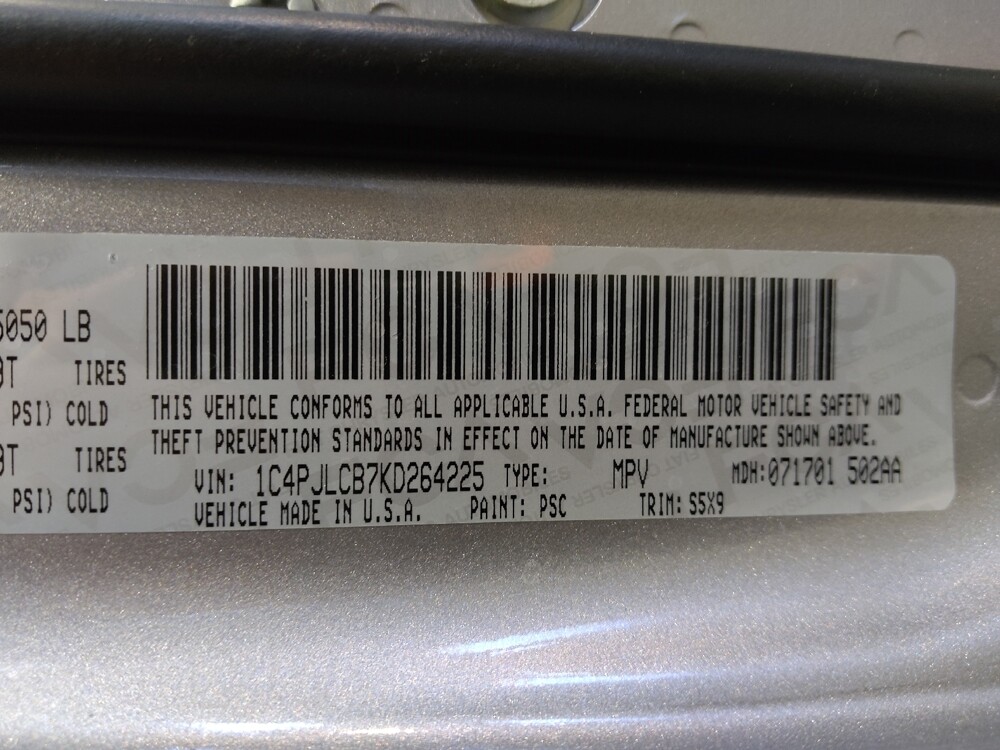 5050 LB
TIRES
PSI) COLD
TIRES
PSI) COLD
THIS VEHICLE CONFORMS TO ALL APPLICABLE U.S.A. FEDERAL MOTOR VEHICLE SAFETY AND
THEFT PREVENTION STANDARDS IN EFFECT ON THE DATE OF MANUFACTURE SHOWN ABOVE.
VIN: 1C4PJLCB7KD264225 TYPE: MPV MDH:071701 502AA
VEHICLE MADE IN U.S.A. PAINT: PSC TRIM: S5X9